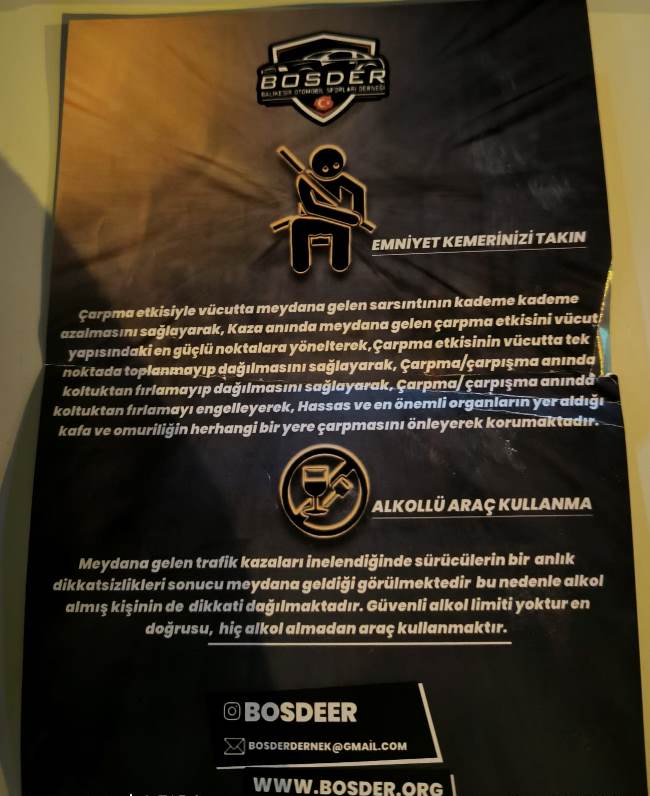 BOSDER
BALIKESİR OTOMOBİL SPORLARI DERNEĞİ
EMNİYET KEMERİNİZİ TAKIN
Çarpma etkisiyle vücutta meydana gelen sarsıntının kademe kademe
azalmasını sağlayarak, Kaza anında meydana gelen çarpma etkisini vücut
yapısındaki en güçlü noktalara yönelterek,Çarpma etkisinin vücutta tek
noktada toplanmayıp dağılmasını sağlayarak, Çarpma/çarpışma anında
koltuktan fırlamayıp dağılmasını sağlayarak, Çarpma/çarpışma anında
koltuktan fırlamayı engelleyerek, Hassas ve en önemli organların yer aldığı
kafa ve omuriliğin herhangi bir yere çarpmasını önleyerek korumaktadır.
ALKOLLÜ ARAÇ KULLANMA
Meydana gelen trafik kazaları inelendiğinde sürücülerin bir anlık
dikkatsizlikleri sonucu meydana geldiği görülmektedir bu nedenle alkol
almış kişinin de dikkati dağılmaktadır. Güvenli alkol limiti yoktur en
doğrusu, hiç alkol almadan araç kullanmaktır.
BOSDEER
BOSDERDERNEK@GMAİL.COM
WWW.BOSDER.ORG